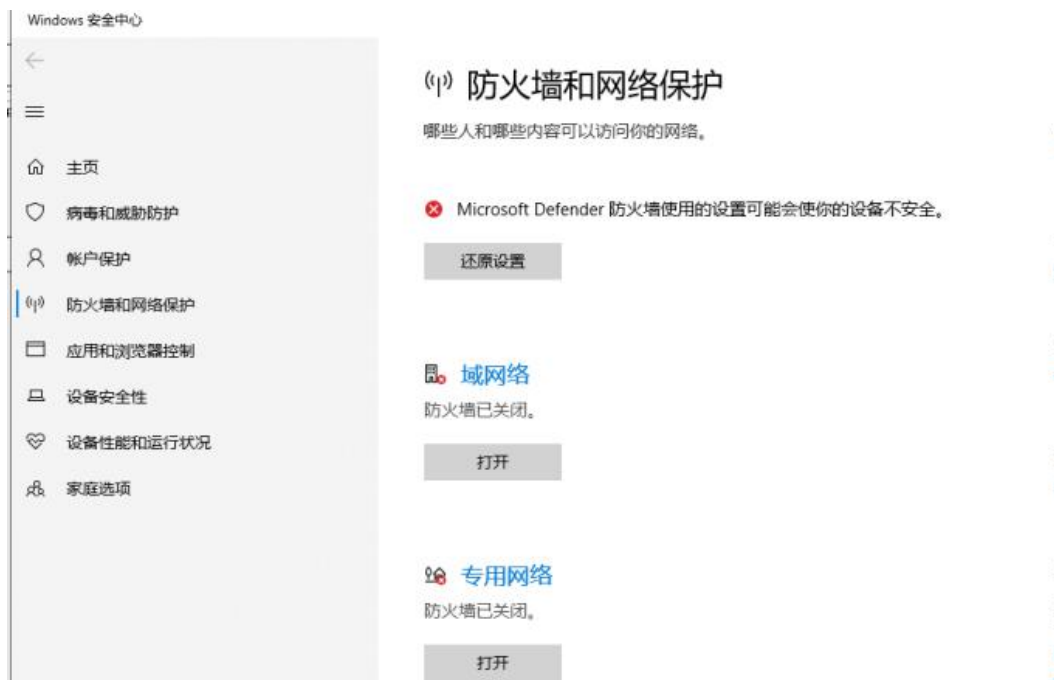 Windows 安全中心
主页
病毒和威胁防护
帐户保护
防火墙和网络保护
应用和浏览器控制
设备安全性
设备性能和运行状况
家庭选项
防火墙和网络保护
哪些人和哪些内容可以访问你的网络。
Microsoft Defender 防火墙使用的设置可能会使你的设备不安全。
还原设置
域网络
防火墙已关闭。
打开
专用网络
防火墙已关闭。
打开